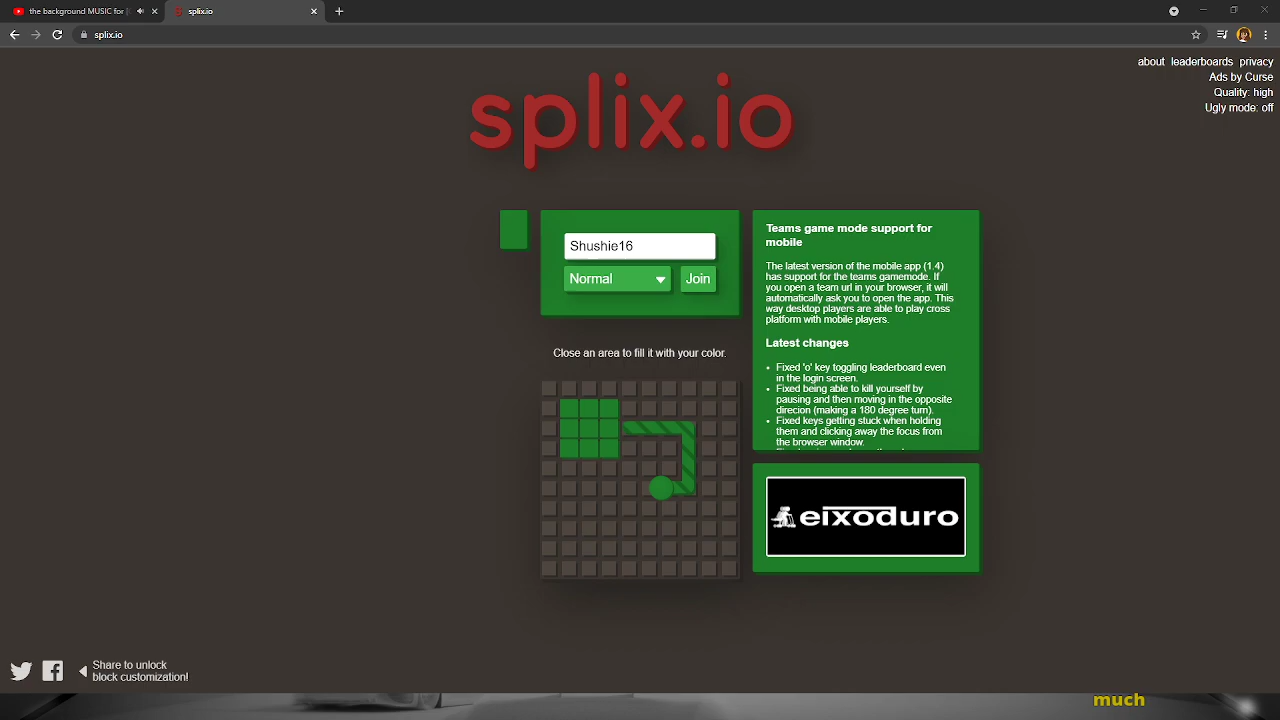 the background MUSIC for
splix.io
splix.io
about leaderboards privacy
Ads by Curse
Quality: high
Ugly mode: off
splix.io
Shushie16
Normal
Join
Close an area to fill it with your color.
Teams game mode support for
mobile
The latest version of the mobile app (1.4)
has support for the teams gamemode. If
you open a team url in your browser, it will
automatically ask you to open the app. This
way desktop players are able to play cross
platform with mobile players.
Latest changes
• Fixed 'o' key toggling leaderboard even
in the login screen.
• Fixed being able to kill yourself by
pausing and then moving in the opposite
direcion (making a 180 degree turn).
• Fixed keys getting stuck when holding
them and clicking away the focus from
the browser window.
eixoduro
Share to unlock
block customization!
much